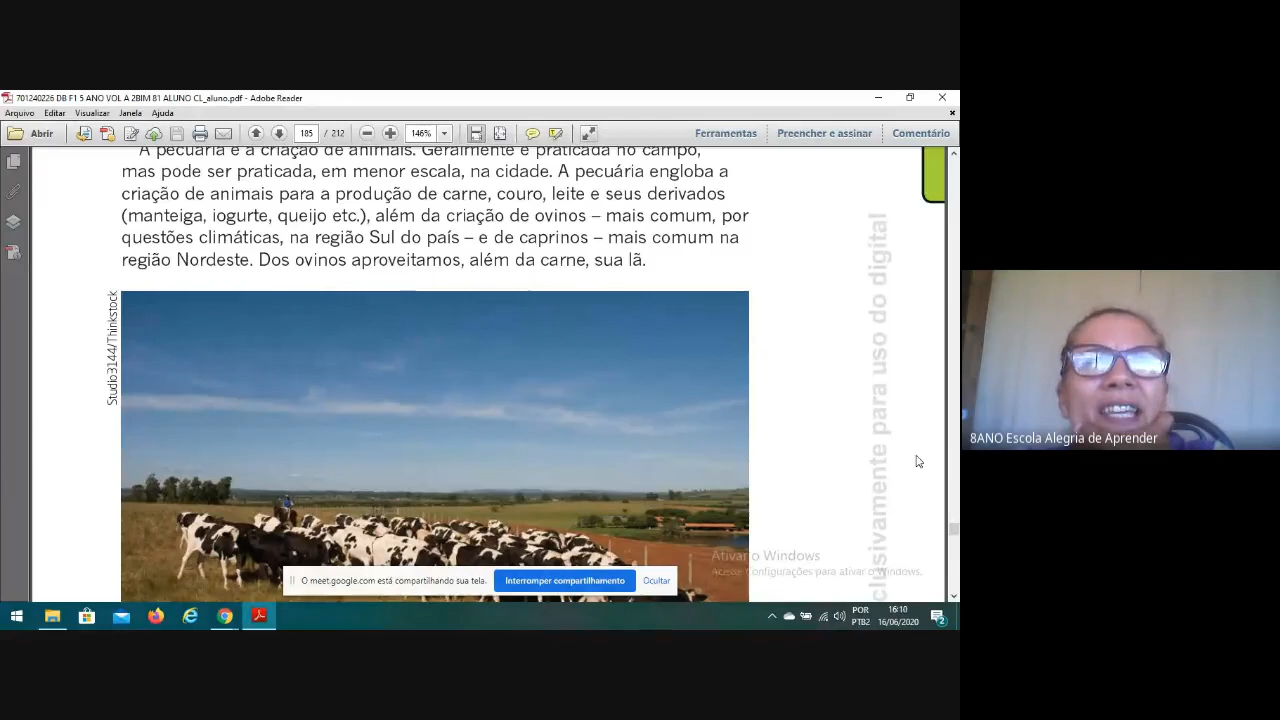 701240226 DB F1 5 ANO VOL A 2BIM 81 ALUNO CL_aluno.pdf - Adobe Reader
Arquivo Editar Visualizar Janela Ajuda
Abrir 185 / 212 146% Ferramentas Preencher e assinar Comentário
A pecuária é a criação de animais. Geralmente é praticada no campo,
mas pode ser praticada, em menor escala, na cidade. A pecuária engloba a
criação de animais para a produção de carne, couro, leite e seus derivados
(manteiga, iogurte, queijo etc.), além da criação de ovinos – mais comum, por
questões climáticas, na região Sul do país – e de caprinos – mais comum na
região Nordeste. Dos ovinos aproveitamos, além da carne, sua lã.
Studio3144/Thinkstock
clusivamente para uso do digital
8ANO Escola Alegria de Aprender
Ativar o Windows
Acesse Configurações para ativar o Windows.
O meet.google.com está compartilhando sua tela. Interromper compartilhamento Ocultar
POR
PTB2
16:10
16/06/2020
2